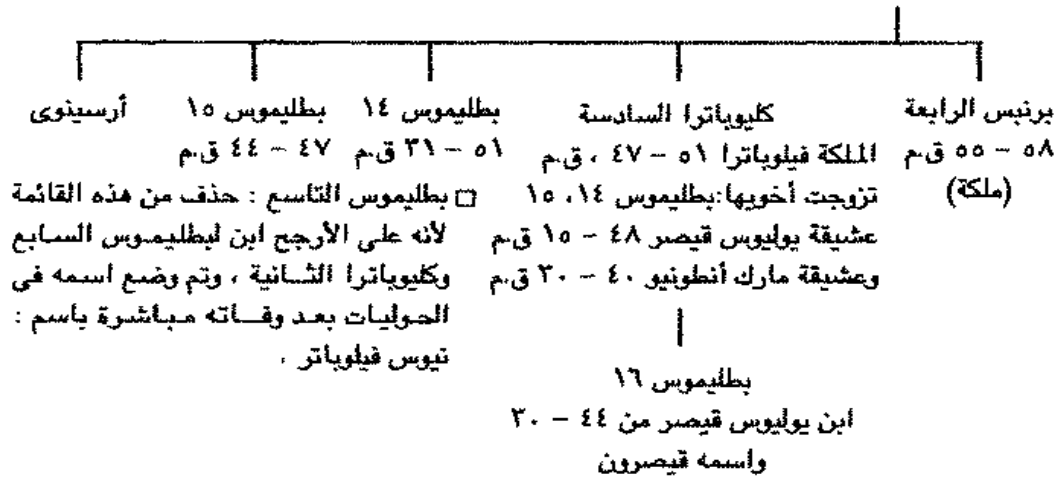 برنيس الرابعة
٥٨ – ٥٥ ق.م
(ملكة)
كليوباترا السادسة
الملكة فيلوباترا ٥١ – ٤٧ ، ق.م
تزوجت أخويها:بطليموس ١٤، ١٥
عشيقة يوليوس قيصر ٤٨ – ١٥ ق.م
وعشيقة مارك أنطونيو ٤٠ – ٣٠ ق.م
بطليموس ١٦
ابن يوليوس قيصر من ٤٤ – ٣٠
واسمه قيصرون
بطليموس ١٤
٥١ – ٣١ ق.م
بطليموس ١٥
٤٧ – ٤٤ ق.م
أرسينوى
□ بطليموس التاسع : حذف من هذه القائمة
لأنه على الأرجح ابن لبطليموس السابع
وكليوباترا الثانية ، وتم وضع اسمه فى
الحوليات بعد وفاته مباشرة باسم :
نيوس فيلوباتر .